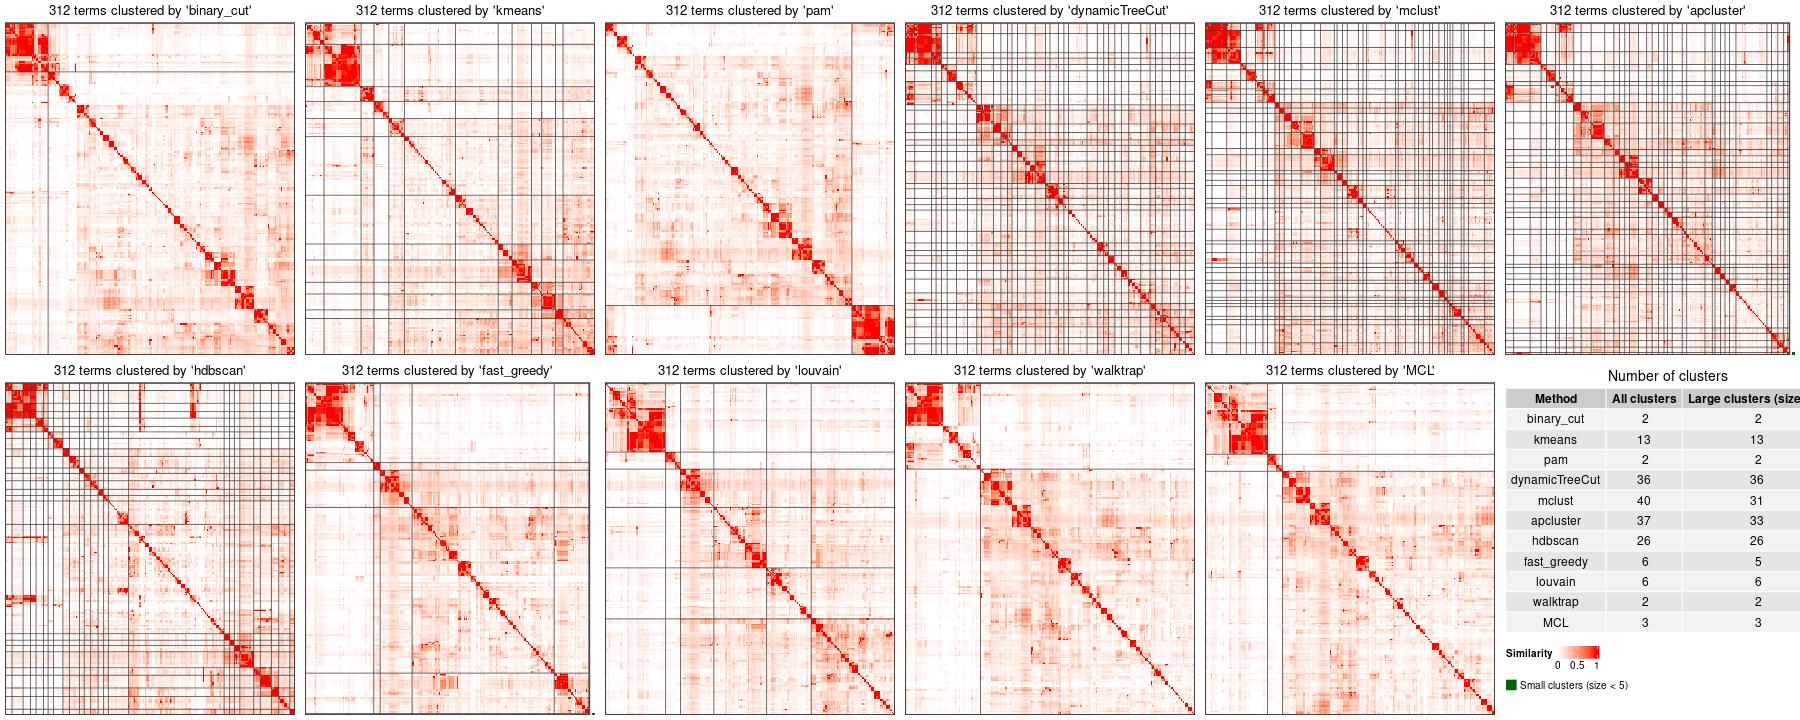 312 terms clustered by 'binary_cut'
312 terms clustered by 'kmeans'
312 terms clustered by 'pam'
312 terms clustered by 'dynamicTreeCut'
312 terms clustered by 'mclust'
312 terms clustered by 'apcluster'
312 terms clustered by 'hdbscan'
312 terms clustered by 'fast_greedy'
312 terms clustered by 'louvain'
312 terms clustered by 'walktrap'
312 terms clustered by 'MCL'
Number of clusters
Method All clusters Large clusters (size
binary_cut 2 2
kmeans 13 13
pam 2 2
dynamicTreeCut 36 36
mclust 40 31
apcluster 37 33
hdbscan 26 26
fast_greedy 6 5
louvain 6 6
walktrap 2 2
MCL 3 3
Similarity
0 0.5 1
Small clusters (size < 5)